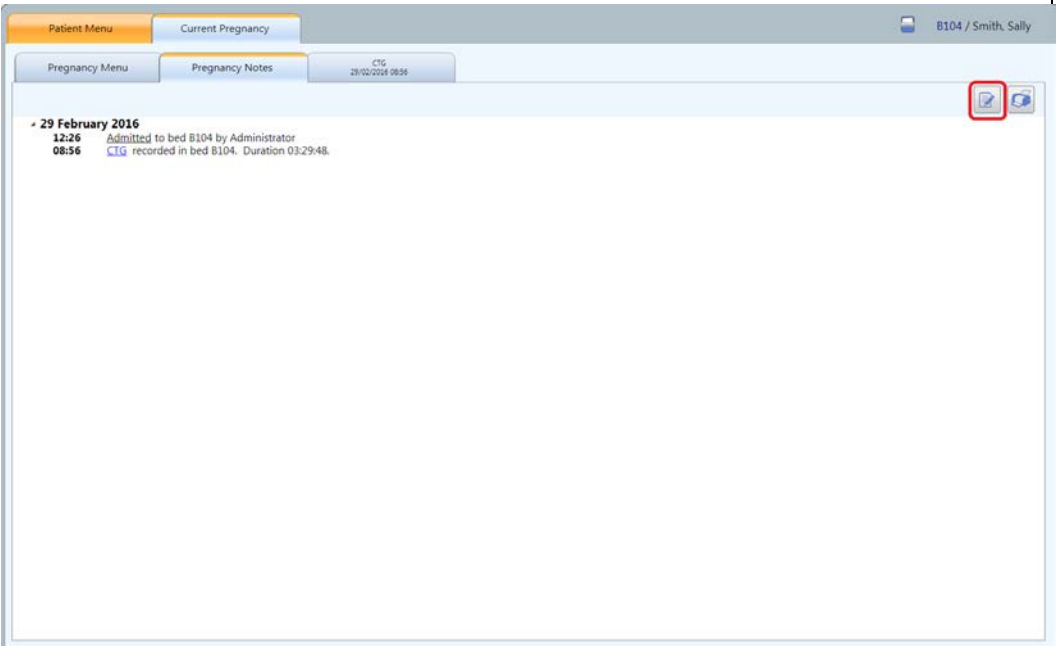 Patient Menu
Current Pregnancy
B104 / Smith, Sally
Pregnancy Menu
Pregnancy Notes
CTG
29/02/2016 08:56
29 February 2016
12:26 Admitted to bed B104 by Administrator
08:56 CTG recorded in bed B104. Duration 03:29:48.